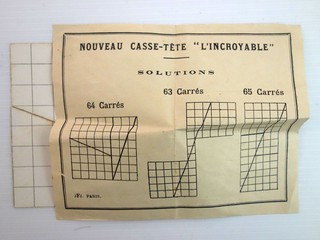 NOUVEAU CASSE-TÊTE "L'INCROYABLE"
SOLUTIONS
64 Carrés
63 Carrés
65 Carrés
PARIS.